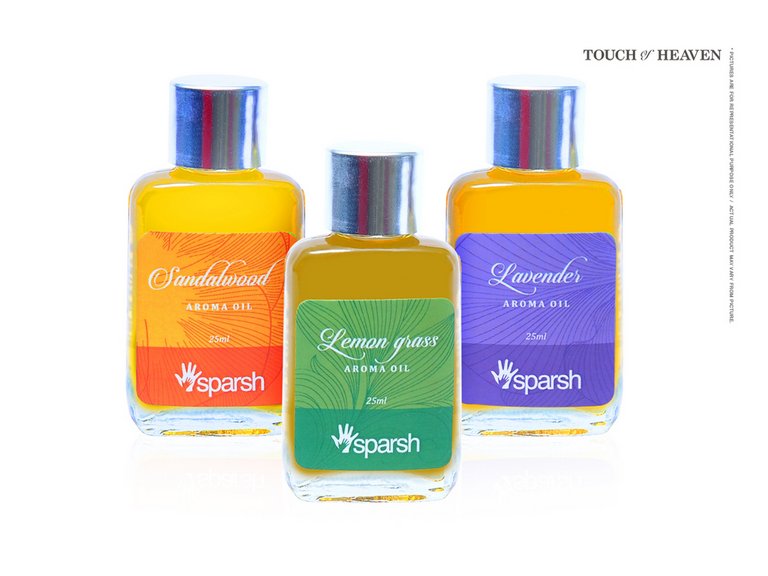 TOUCH of HEAVEN
* PICTURES ARE FOR REPRESENTATIONAL PURPOSE ONLY / ACTUAL PRODUCT MAY VARY FROM PICTURE.
Sandalwood
AROMA OIL
25ml
sparsh
Lemon grass
AROMA OIL
25ml
sparsh
Lavender
AROMA OIL
25ml
sparsh